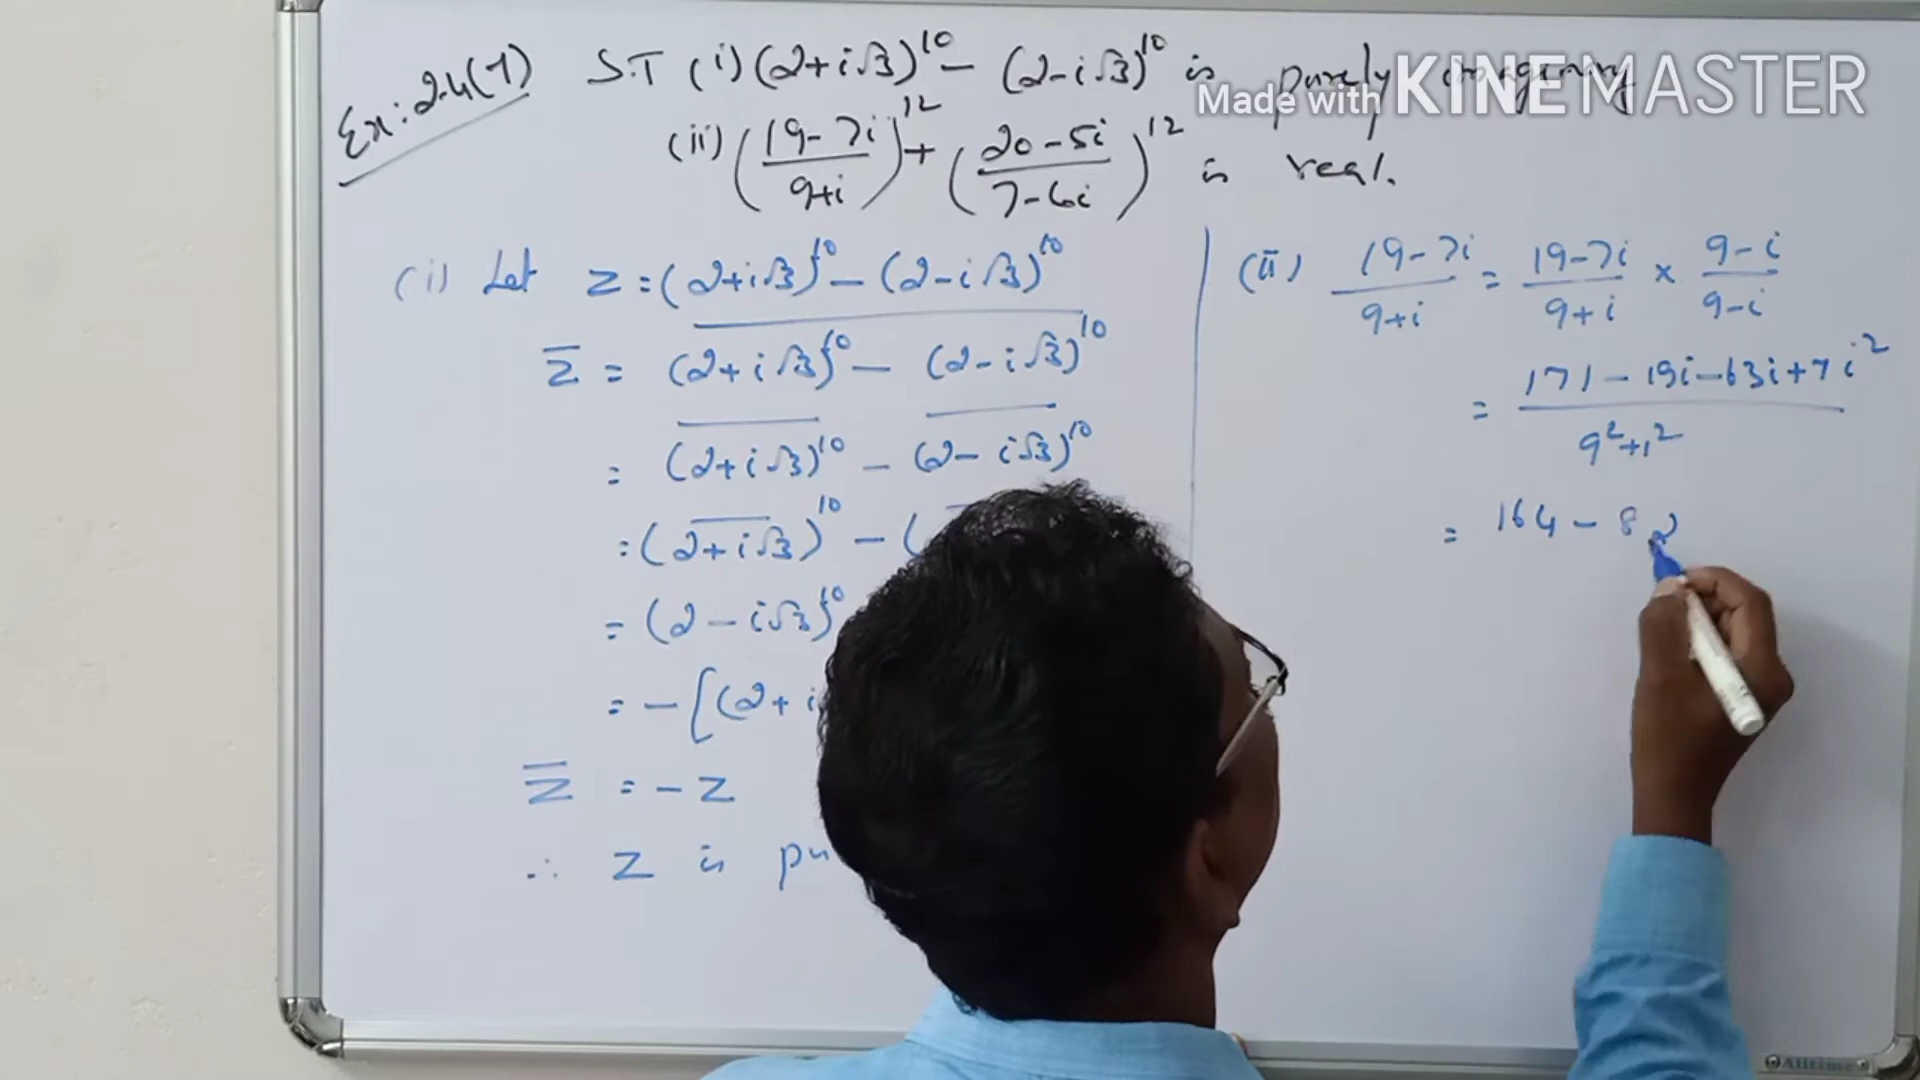 Ex: 2.4(7) S.T (i) (2+i√3)^10 - (2-i√3)^10 is purely imaginary
Made with KINEMASTER
(ii) ((19-7i)/(9+i))^12 + ((20-5i)/(7-6i))^12 is real.
(i) Let z = (2+i√3)^10 - (2-i√3)^10
z̅ = (2+i√3)^10 - (2-i√3)^10
= (2+i√3)^10 - (2-i√3)^10
= (2+i√3)^10 - (
= (2-i√3)^10
= -[(2+i
z̅ = -z
∴ z is pu
(ii) (19-7i)/(9+i) = (19-7i)/(9+i) × (9-i)/(9-i)
= (171-19i-63i+7i²)/(9²+1²)
= 164-82
Alltime